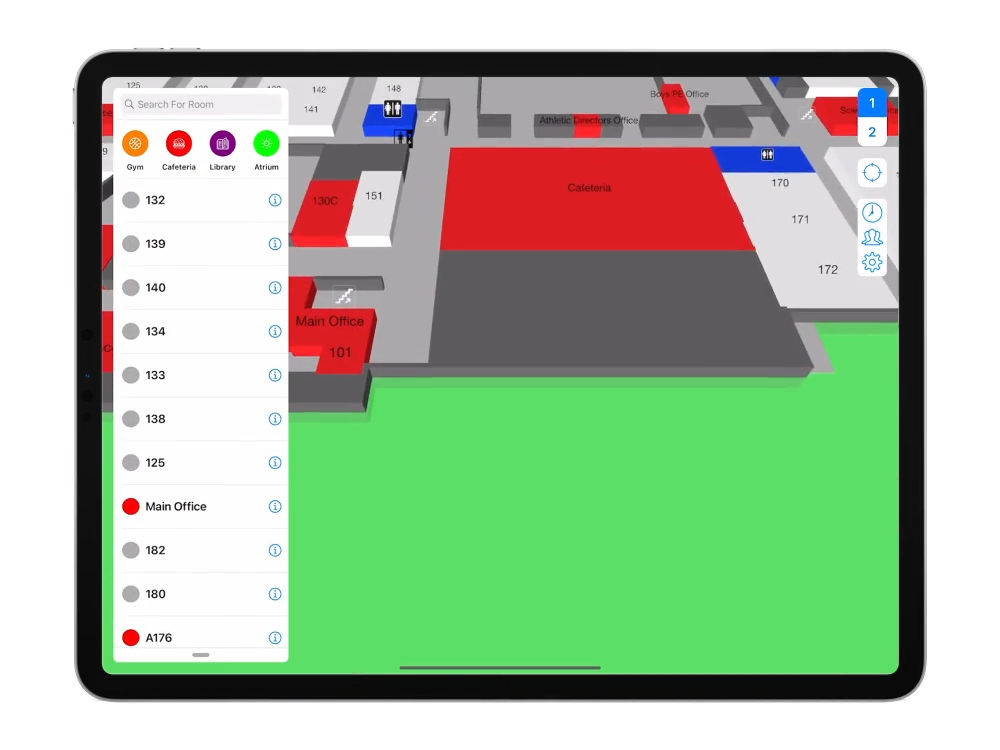 Search For Room
Gym
Cafeteria
Library
Atrium
132
139
140
134
133
138
125
Main Office
182
180
A176
125
142
141
148
Boys PE Office
Athletic Directors Office
1
2
130C
151
Cafeteria
170
171
172
Main Office
101